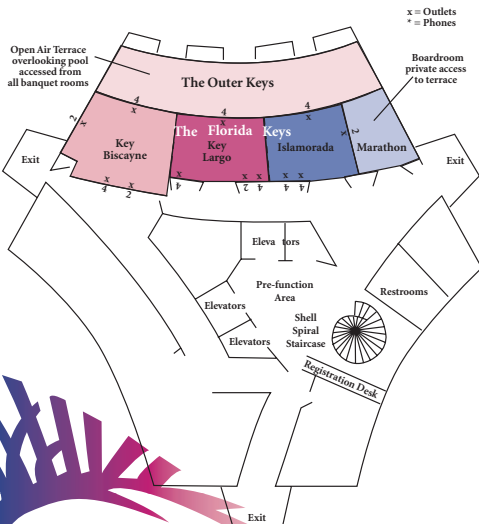 x = Outlets
* = Phones
Open Air Terrace
overlooking pool
accessed from
all banquet rooms
Boardroom
private access
to terrace
The Outer Keys
4
x
4
x
4
x
2
x
x
2
The Florida Keys
Key
Biscayne
Key
Largo
Islamorada
Marathon
Exit
Exit
x
4
x
2
x
4
x
2
x
4
x
4
x
4
Eleva tors
Pre-function
Area
Elevators
Elevators
Shell
Spiral
Staircase
Restrooms
Registration Desk
Exit